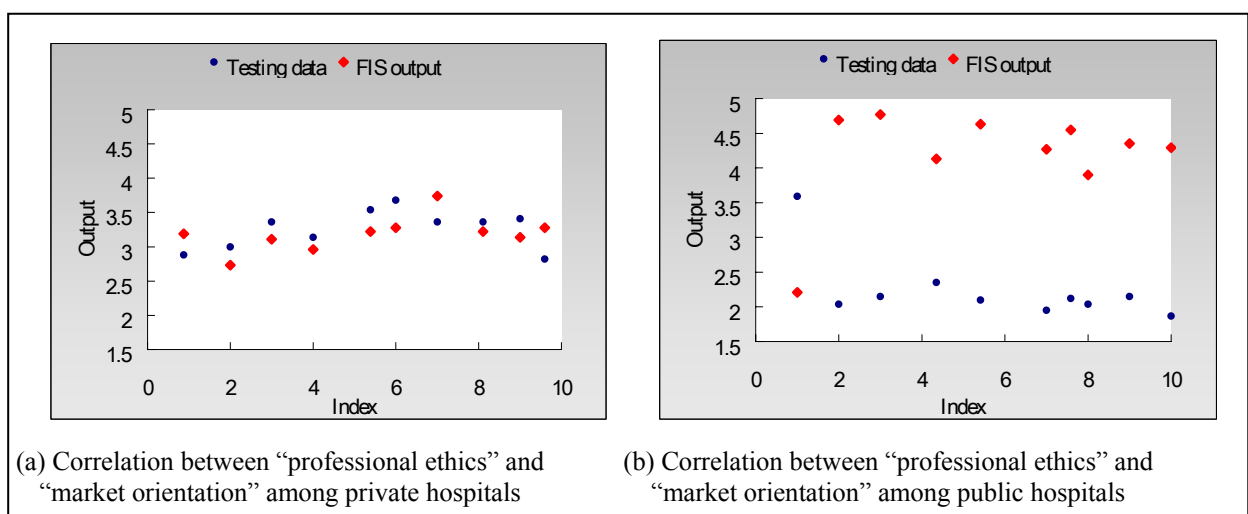 Testing data FIS output
5
4.5
4
3.5
3
2.5
2
1.5
Output
0 2 4 6 8 10
Index
(a) Correlation between “professional ethics” and
“market orientation” among private hospitals
Testing data FIS output
5
4.5
4
3.5
3
2.5
2
1.5
Output
0 2 4 6 8 10
Index
(b) Correlation between “professional ethics” and
“market orientation” among public hospitals